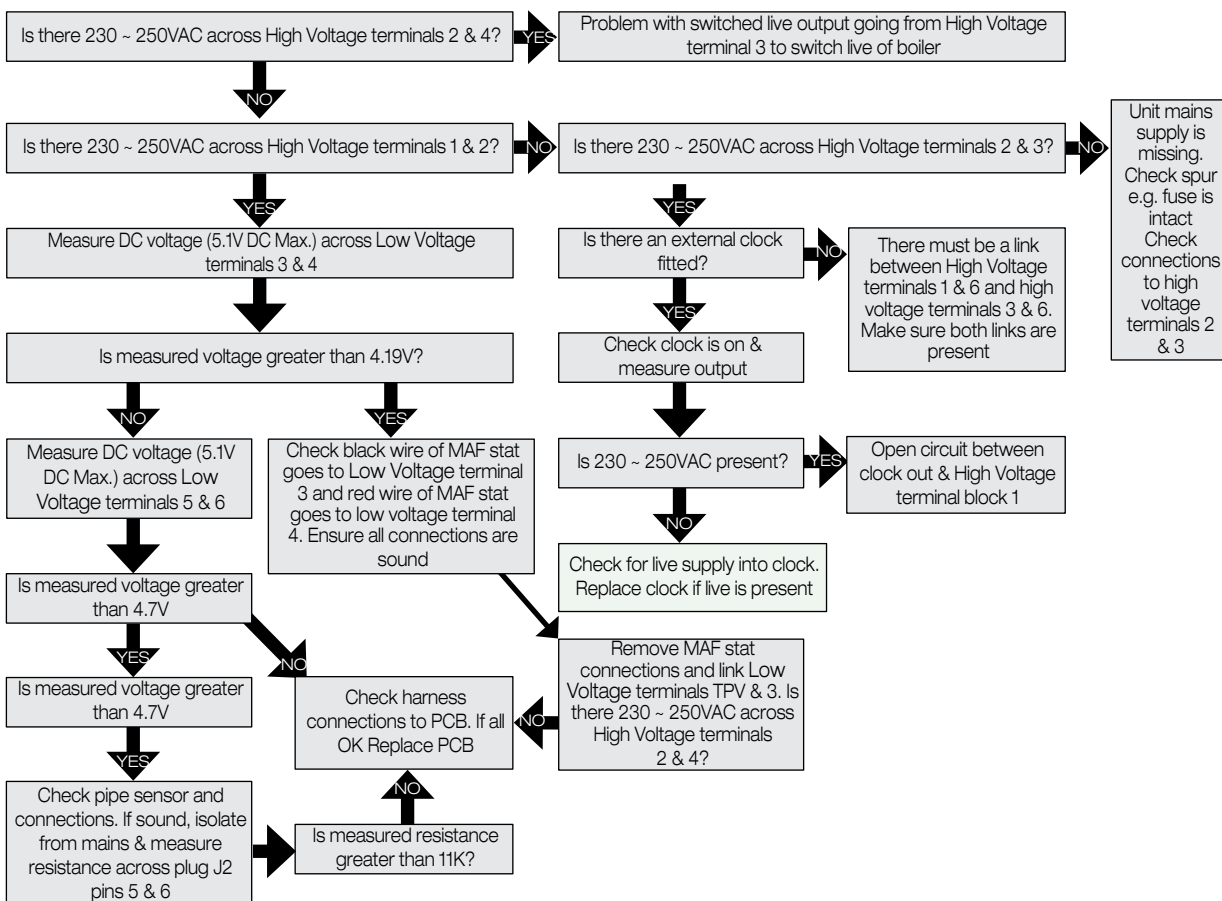 Is there 230 ~ 250VAC across High Voltage terminals 2 & 4?
YES
Problem with switched live output going from High Voltage
terminal 3 to switch live of boiler
NO
Is there 230 ~ 250VAC across High Voltage terminals 1 & 2?
NO
Is there 230 ~ 250VAC across High Voltage terminals 2 & 3?
NO
Unit mains
supply is
missing.
Check spur
e.g. fuse is
intact
Check
connections
to high
voltage
terminals 2
& 3
YES
Measure DC voltage (5.1V DC Max.) across Low Voltage
terminals 3 & 4
YES
Is there an external clock
fitted?
NO
There must be a link
between High Voltage
terminals 1 & 6 and high
voltage terminals 3 & 6.
Make sure both links are
present
YES
Is measured voltage greater than 4.19V?
Check clock is on &
measure output
NO
Measure DC voltage (5.1V
DC Max.) across Low
Voltage terminals 5 & 6
YES
Check black wire of MAF stat
goes to Low Voltage terminal
3 and red wire of MAF stat
goes to low voltage terminal
4. Ensure all connections are
sound
Is 230 ~ 250VAC present?
YES
Open circuit between
clock out & High Voltage
terminal block 1
NO
Check for live supply into clock.
Replace clock if live is present
Is measured voltage greater
than 4.7V
YES
NO
Is measured voltage greater
than 4.7V
Check harness
connections to PCB. If all
OK Replace PCB
NO
Remove MAF stat
connections and link Low
Voltage terminals TPV & 3. Is
there 230 ~ 250VAC across
High Voltage terminals
2 & 4?
YES
Check pipe sensor and
connections. If sound, isolate
from mains & measure
resistance across plug J2
pins 5 & 6
NO
Is measured resistance
greater than 11K?